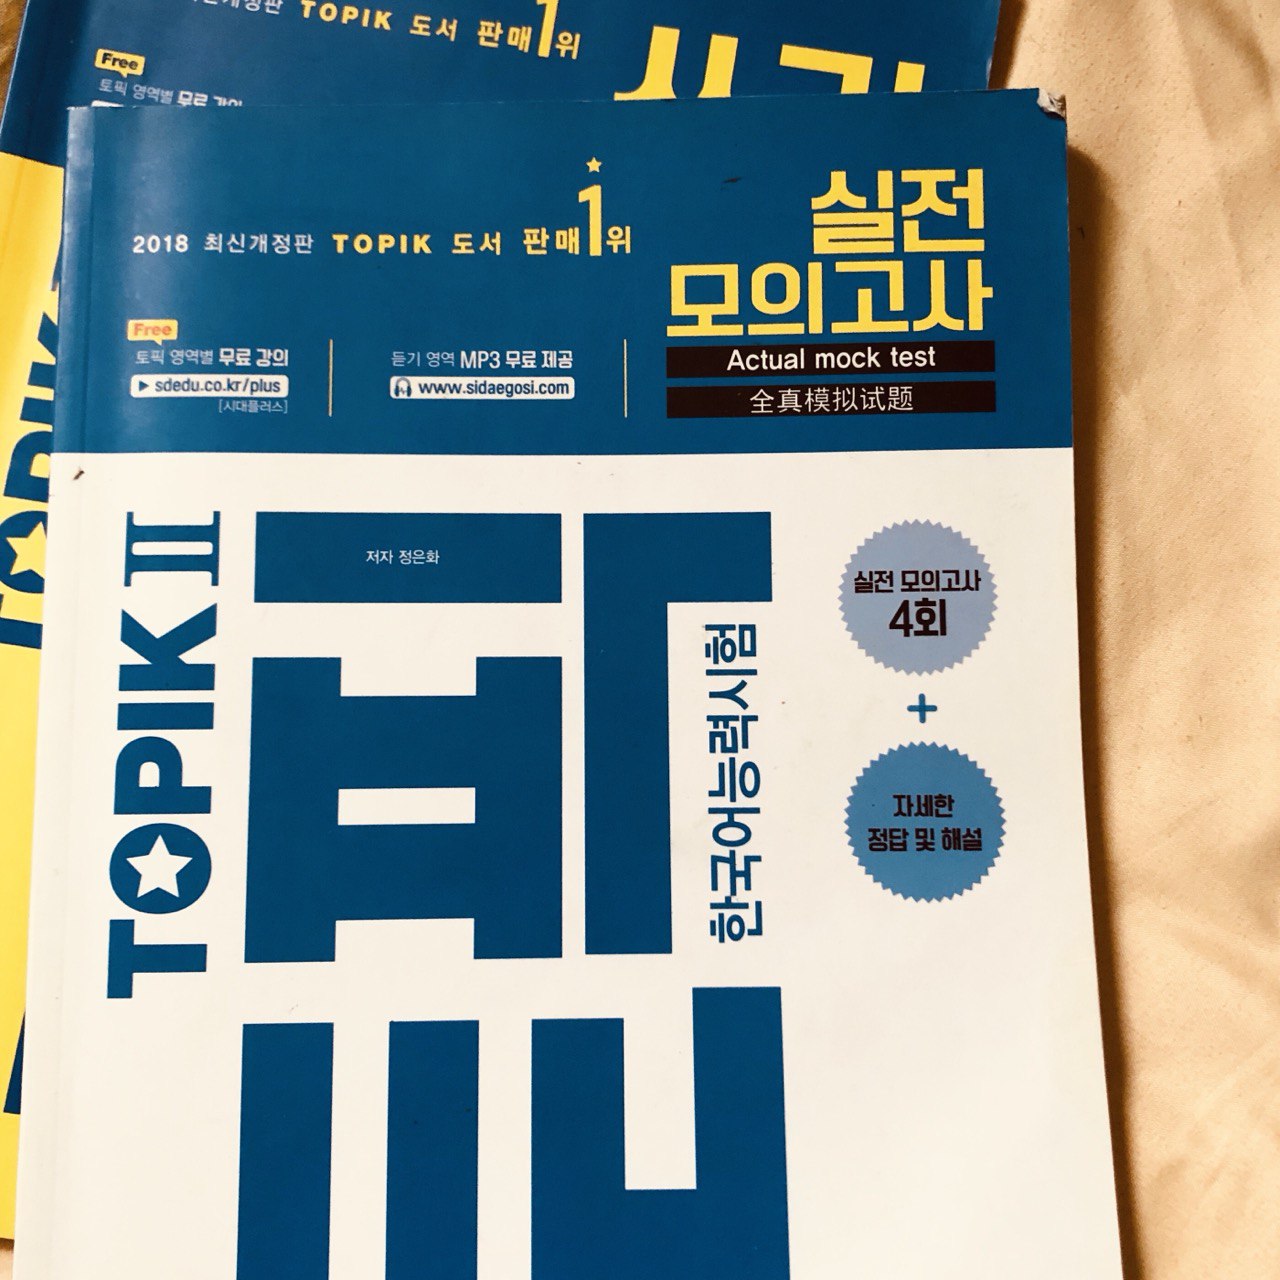 TOPIK 도서 판매 1위
Free
토픽 영역별 무료 강의
쓰기
2018 최신개정판 TOPIK 도서 판매 1위
실전
모의고사
Actual mock test
全真模拟试题
Free
토픽 영역별 무료 강의
sdedu.co.kr/plus
[시대플러스]
듣기 영역 MP3 무료 제공
www.sidaegosi.com
TOPIK II
저자 정은화
한국어능력시험
실전 모의고사
4회
+
자세한
정답 및 해설
TOPIK